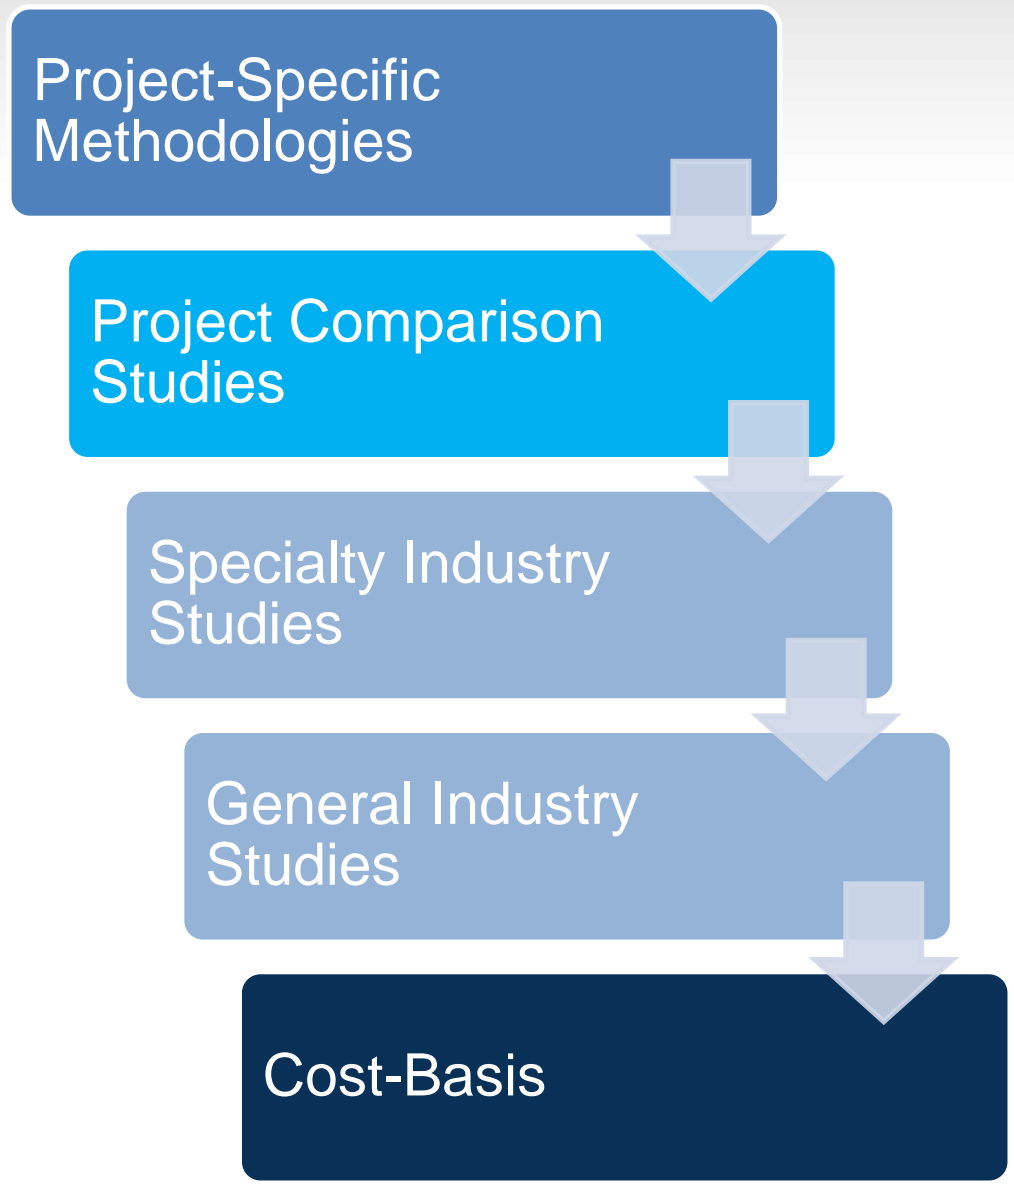 Project-Specific
Methodologies
Project Comparison
Studies
Specialty Industry
Studies
General Industry
Studies
Cost-Basis